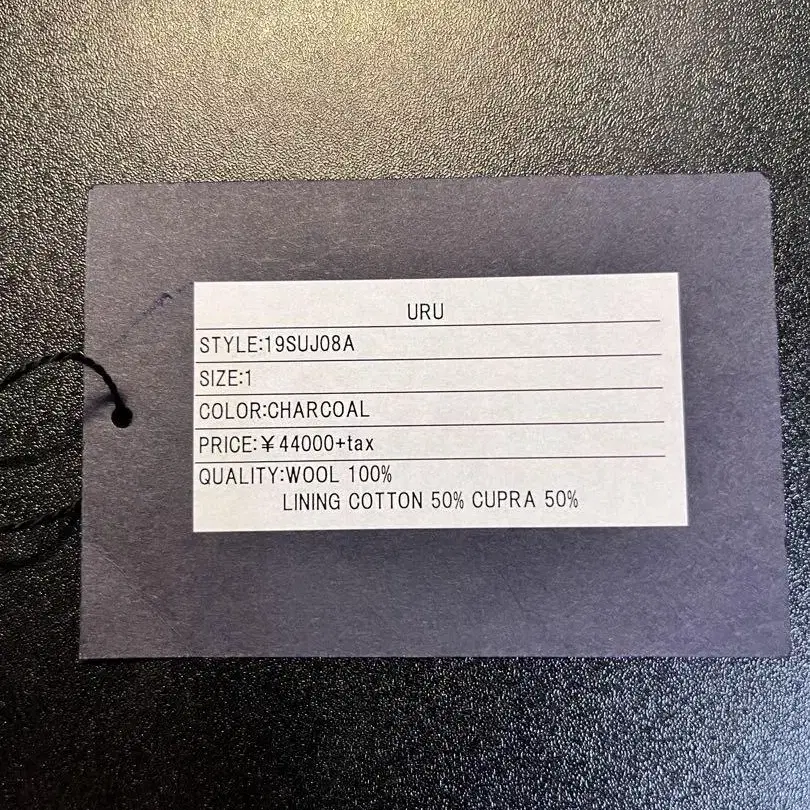 URU
STYLE:19SUJ08A
SIZE:1
COLOR:CHARCOAL
PRICE:¥44000+tax
QUALITY:WOOL 100%
LINING COTTON 50% CUPRA 50%